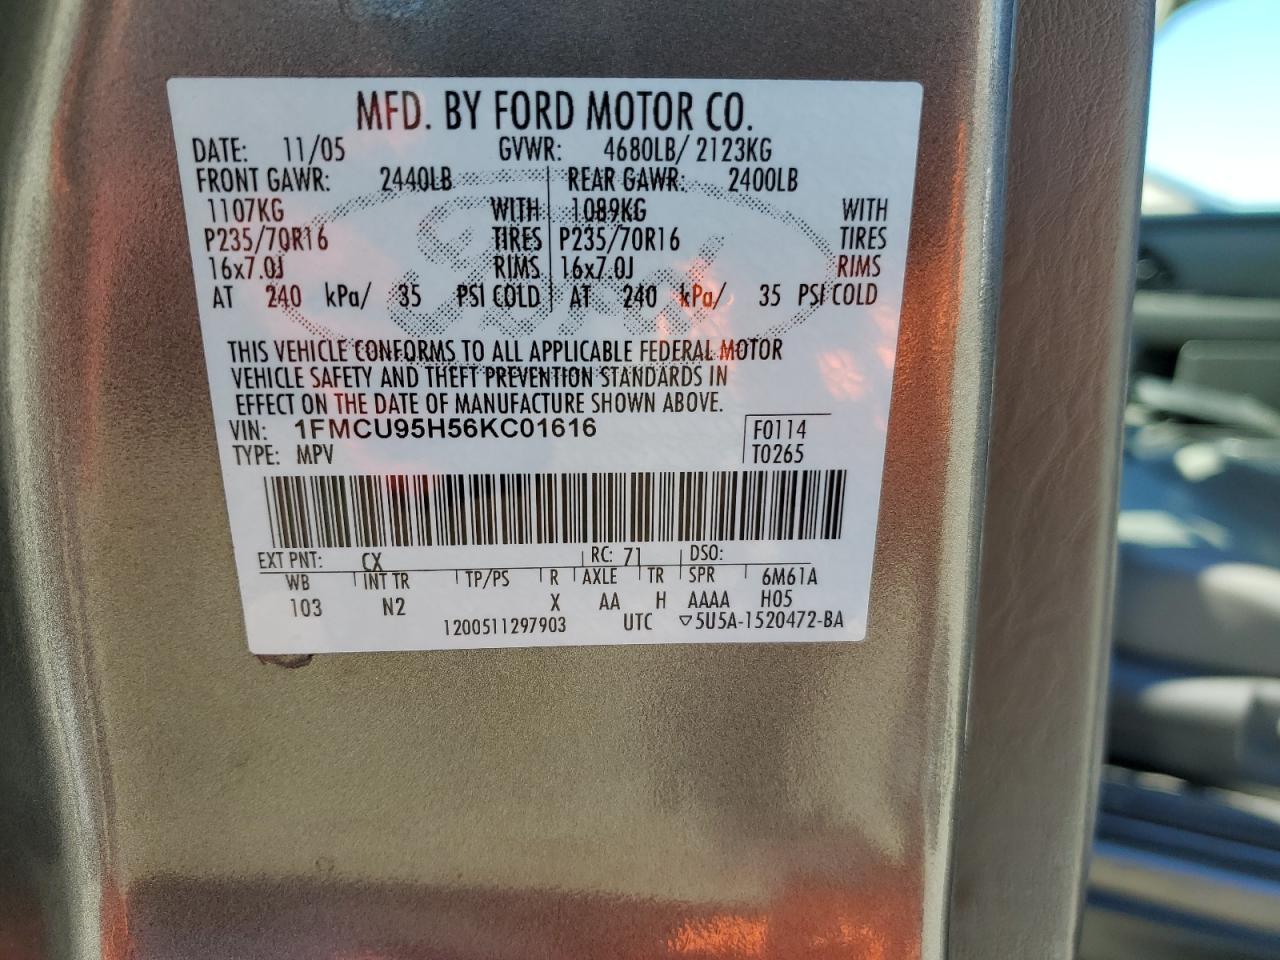 MFD. BY FORD MOTOR CO.
DATE: 11/05 GVWR: 4680LB/ 2123KG
FRONT GAWR: 2440LB REAR GAWR: 2400LB
1107KG WITH 1089KG WITH
P235/70R16 TIRES P235/70R16 TIRES
16x7.0J RIMS 16x7.0J RIMS
AT 240 kPa/ 35 PSI COLD AT 240 kPa/ 35 PSI COLD
THIS VEHICLE CONFORMS TO ALL APPLICABLE FEDERAL MOTOR
VEHICLE SAFETY AND THEFT PREVENTION STANDARDS IN
EFFECT ON THE DATE OF MANUFACTURE SHOWN ABOVE.
VIN: 1FMCU95H56KC01616 F0114
TYPE: MPV T0265
EXT PNT: CX RC: 71 DSO:
WB INT TR TP/PS R AXLE TR SPR 6M61A
103 N2 X AA H AAAA H05
1200511297903 UTC ▽5U5A-1520472-BA
Ford